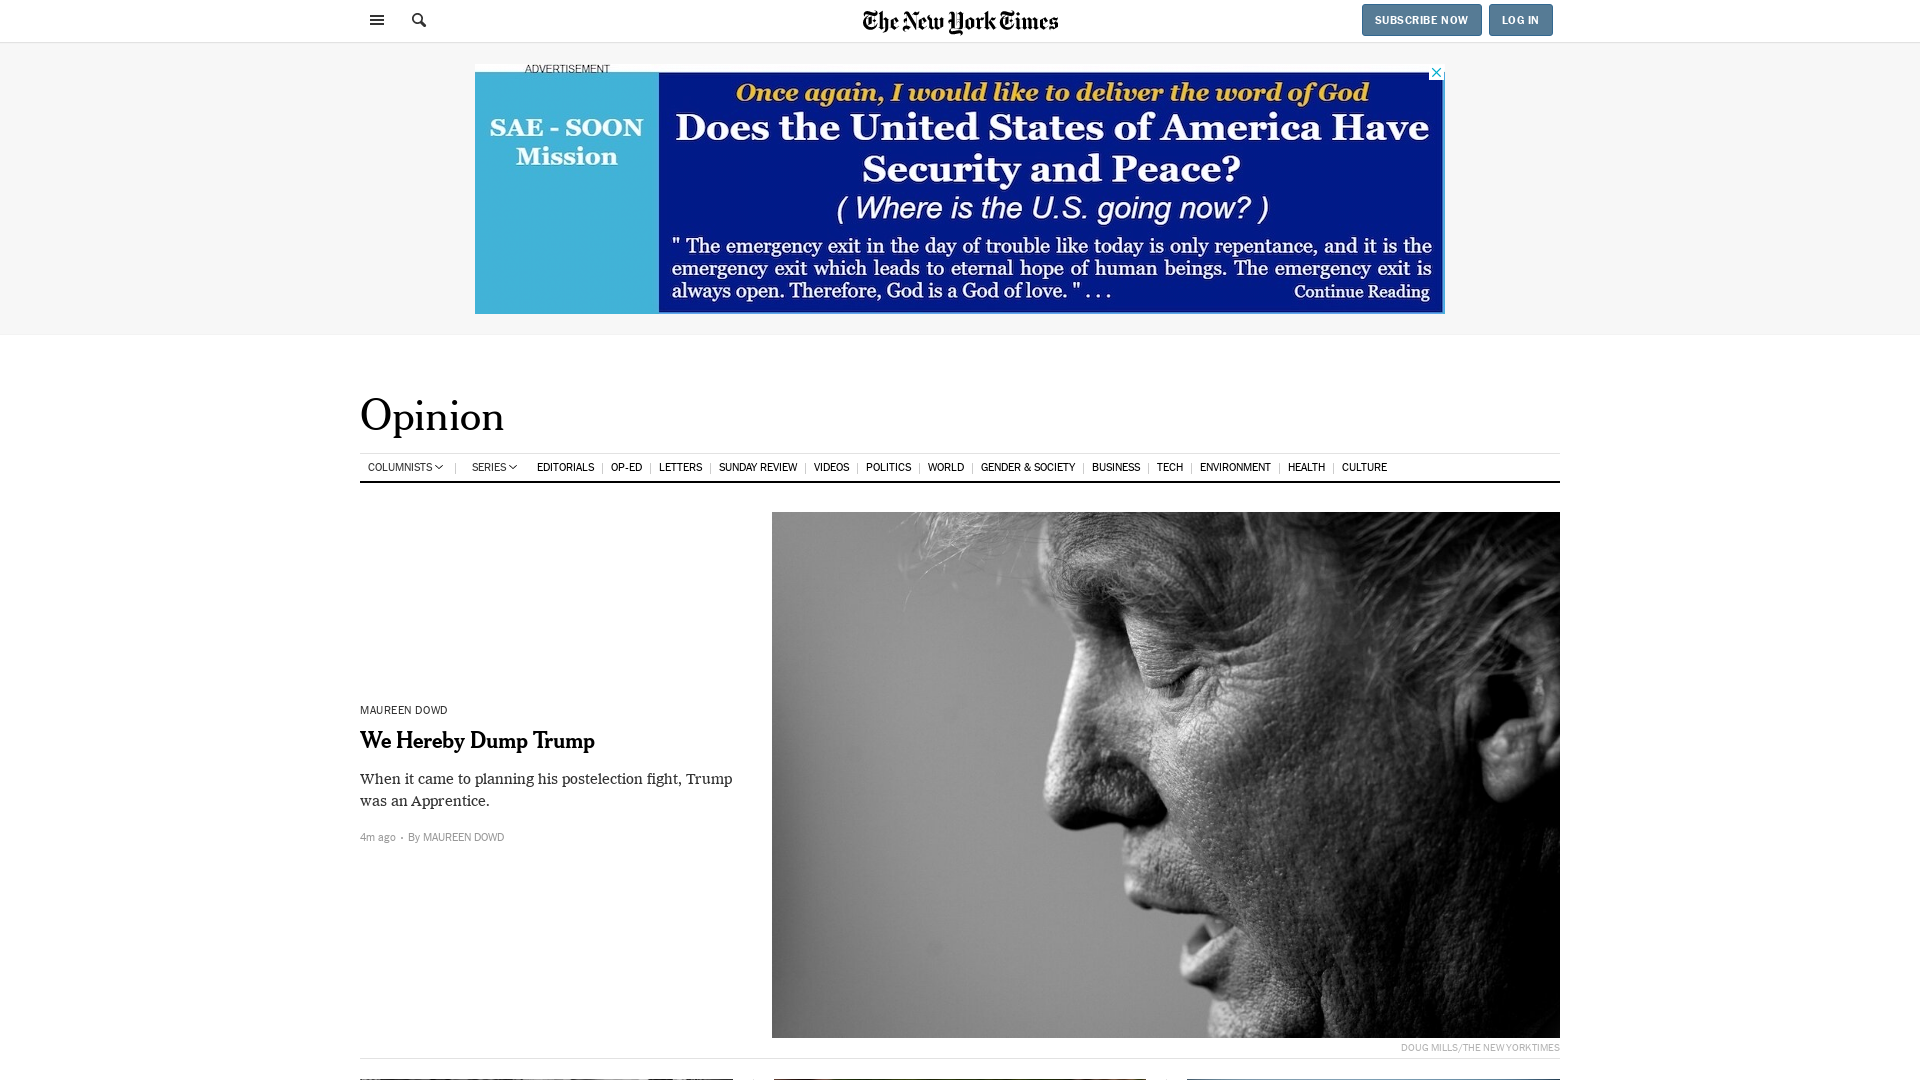 The New York Times
SUBSCRIBE NOW
LOG IN
ADVERTISEMENT
SAE - SOON
Mission
Once again, I would like to deliver the word of God
Does the United States of America Have
Security and Peace?
( Where is the U.S. going now? )
" The emergency exit in the day of trouble like today is only repentance, and it is the
emergency exit which leads to eternal hope of human beings. The emergency exit is
always open. Therefore, God is a God of love. " . . .
Continue Reading
Opinion
COLUMNISTS SERIES EDITORIALS OP-ED LETTERS SUNDAY REVIEW VIDEOS POLITICS WORLD GENDER & SOCIETY BUSINESS TECH ENVIRONMENT HEALTH CULTURE
MAUREEN DOWD
We Hereby Dump Trump
When it came to planning his postelection fight, Trump
was an Apprentice.
4m ago • By MAUREEN DOWD
DOUG MILLS/THE NEW YORK TIMES